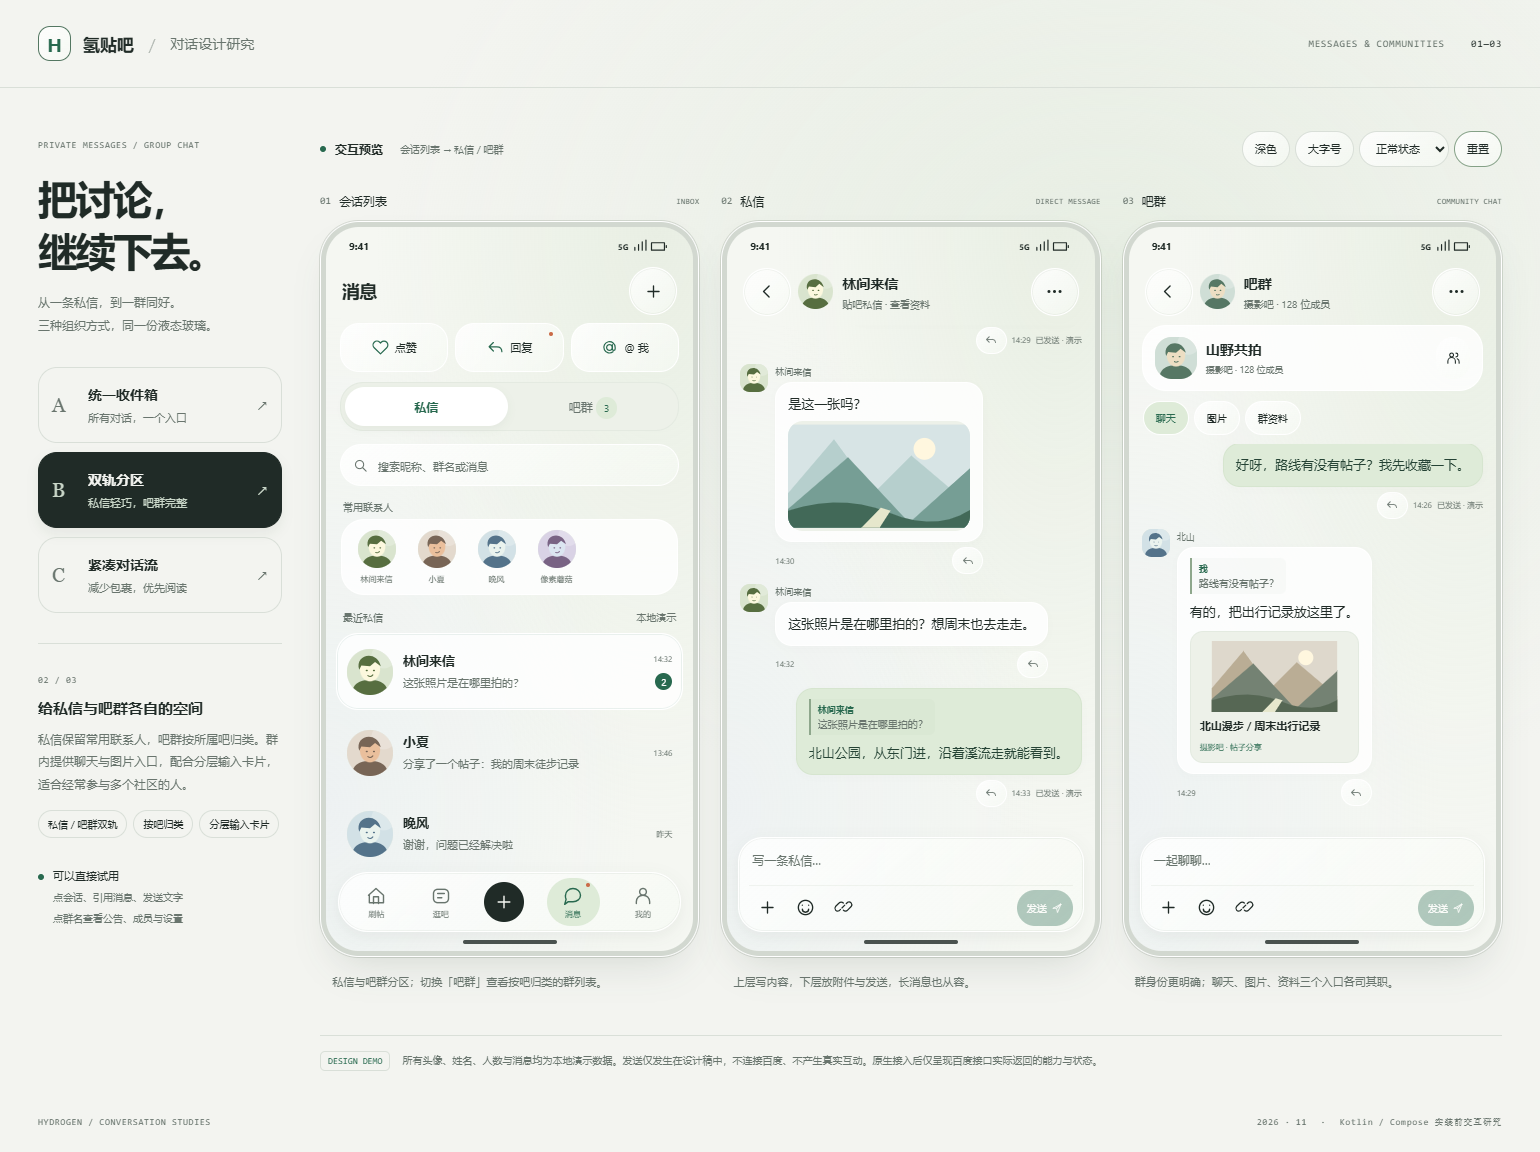 H 氢贴吧 / 对话设计研究
MESSAGES & COMMUNITIES 01—03
PRIVATE MESSAGES / GROUP CHAT
把讨论，
继续下去。
从一条私信，到一群同好。
三种组织方式，同一份液态玻璃。
A 统一收件箱 ↗
所有对话，一个入口
B 双轨分区 ↗
私信轻巧，吧群完整
C 紧凑对话流 ↗
减少包裹，优先阅读
02 / 03
给私信与吧群各自的空间
私信保留常用联系人，吧群按所属吧归类。群
内提供聊天与图片入口，配合分层输入卡片，
适合经常参与多个社区的人。
私信 / 吧群双轨 按吧归类 分层输入卡片
可以直接试用
点会话、引用消息、发送文字
点群名查看公告、成员与设置
交互预览 会话列表 → 私信 / 吧群
深色 大字号 正常状态 重置
01 会话列表 INBOX
9:41 5G
消息
点赞 回复 @ 我
私信 吧群 3
搜索昵称、群名或消息
常用联系人
林间来信 小夏 晚风 像素蘑菇
最近私信 本地演示
林间来信 14:32
这张照片是在哪里拍的？ 2
小夏 13:46
分享了一个帖子：我的周末徒步记录
晚风 昨天
谢谢，问题已经解决啦
刷帖 逛吧 消息 我的
私信与吧群分区；切换「吧群」查看按吧归类的群列表。
02 私信 DIRECT MESSAGE
9:41 5G
林间来信
贴吧私信 · 查看资料
14:29 已发送 · 演示
林间来信
是这一张吗？
14:30
林间来信
这张照片是在哪里拍的？想周末也去走走。
14:32
林间来信
这张照片是在哪里拍的？
北山公园，从东门进，沿着溪流走就能看到。
14:33 已发送 · 演示
写一条私信...
发送
上层写内容，下层放附件与发送，长消息也从容。
03 吧群 COMMUNITY CHAT
9:41 5G
吧群
摄影吧 · 128 位成员
山野共拍
摄影吧 · 128 位成员
聊天 图片 群资料
好呀，路线有没有帖子？我先收藏一下。
14:26 已发送 · 演示
北山
我
路线有没有帖子？
有的，把出行记录放这里了。
北山漫步 / 周末出行记录
摄影吧 · 帖子分享
14:29
一起聊聊...
发送
群身份更明确；聊天、图片、资料三个入口各司其职。
DESIGN DEMO 所有头像、姓名、人数与消息均为本地演示数据。发送仅发生在设计稿中，不连接百度、不产生真实互动。原生接入后仅呈现百度接口实际返回的能力与状态。
HYDROGEN / CONVERSATION STUDIES
2026 · 11 · Kotlin / Compose 实装前交互研究